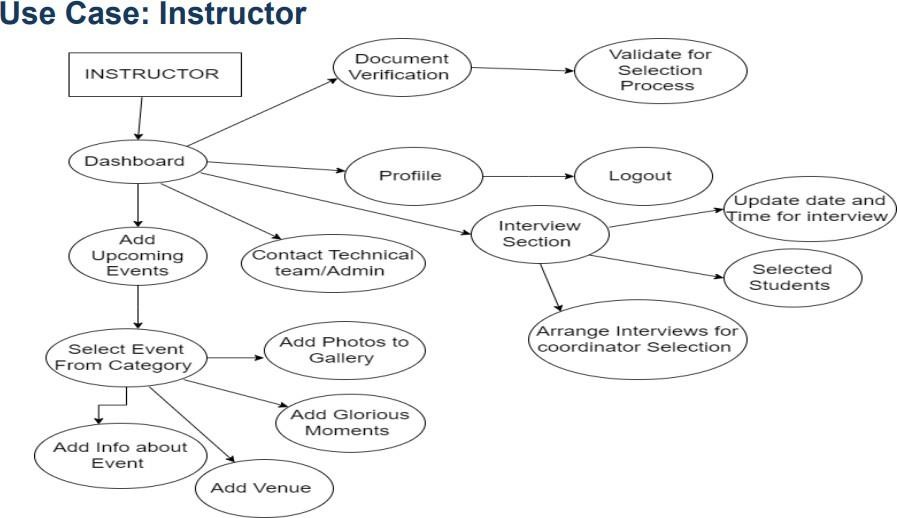 Use Case: Instructor
INSTRUCTOR
Document
Verification
Validate for
Selection
Process
Dashboard
Profiile
Logout
Interview
Section
Update date and
Time for interview
Add
Upcoming
Events
Contact Technical
team/Admin
Selected
Students
Arrange Interviews for
coordinator Selection
Select Event
From Category
Add Photos to
Gallery
Add Glorious
Moments
Add Info about
Event
Add Venue